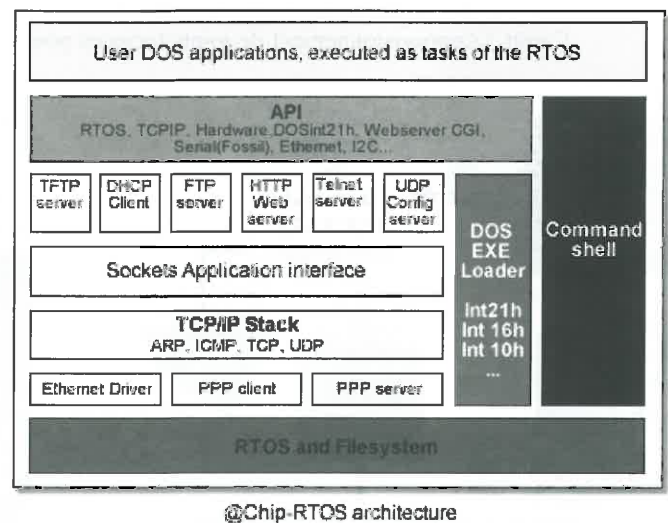 User DOS applications, executed as tasks of the RTOS
API
RTOS, TCPIP, Hardware,DOSint21h, Webserver CGI,
Serial(Fossil), Ethernet, I2C...
TFTP
server
DHCP
Client
FTP
server
HTTP
Web
server
Telnet
server
UDP
Config
server
DOS
EXE
Loader
Int21h
Int 16h
Int 10h
...
Command
shell
Sockets Application interface
TCP/IP Stack
ARP, ICMP, TCP, UDP
Ethernet Driver
PPP client
PPP server
RTOS and Filesystem
@Chip-RTOS architecture